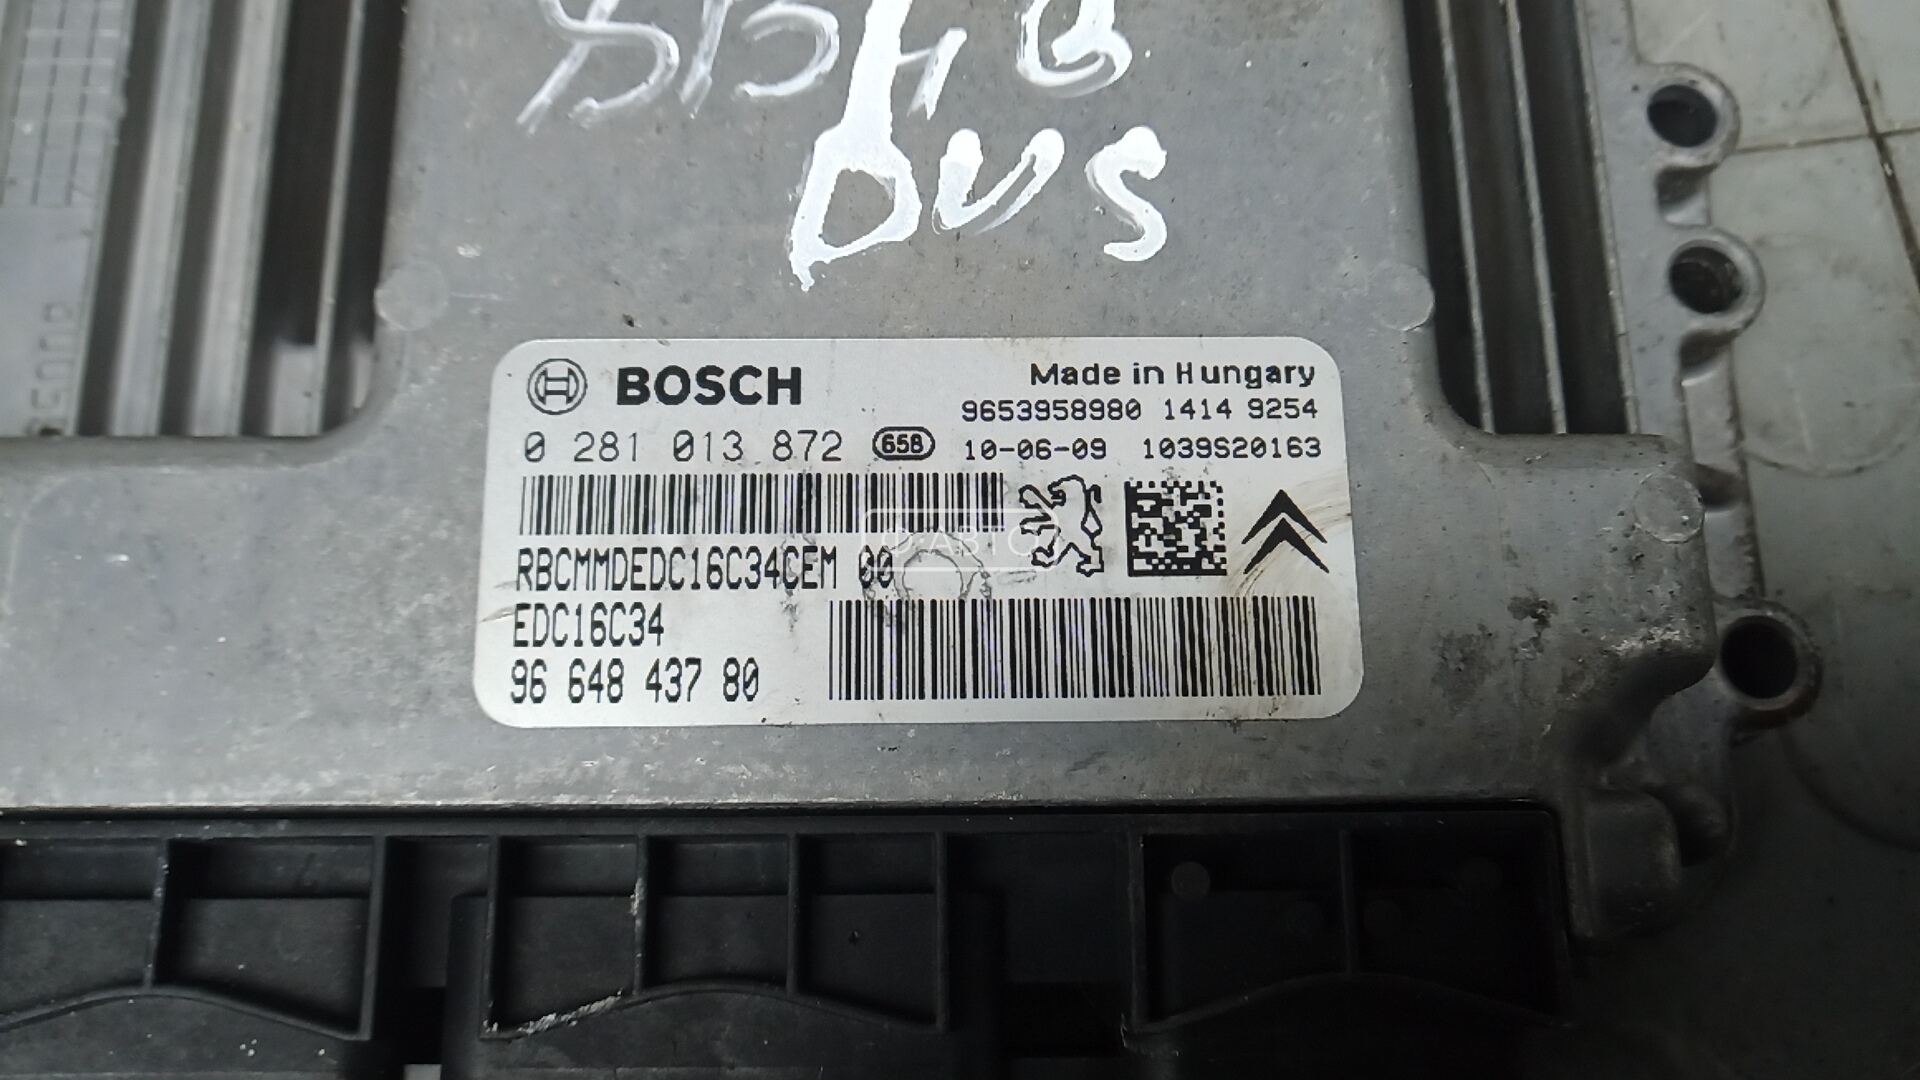 DVS
BOSCH
Made in Hungary
9653958980 1414 9254
0 281 013 872 658 10-06-09 1039S20163
АВТО
RBCMMDEDC16C34CEM 00
EDC16C34
96 648 437 80